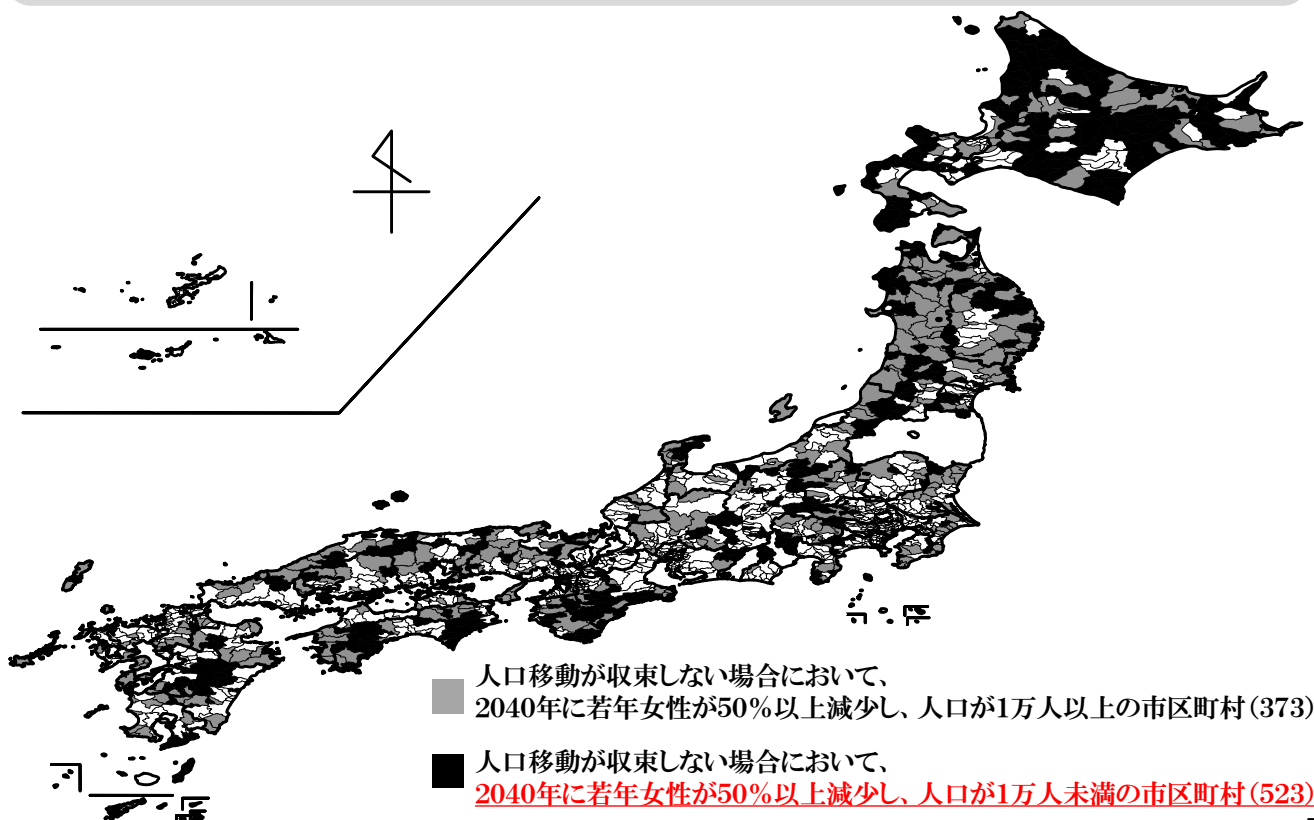 人口移動が収束しない場合において、
2040年に若年女性が50%以上減少し、人口が1万人以上の市区町村(373)
人口移動が収束しない場合において、
2040年に若年女性が50%以上減少し、人口が1万人未満の市区町村(523)